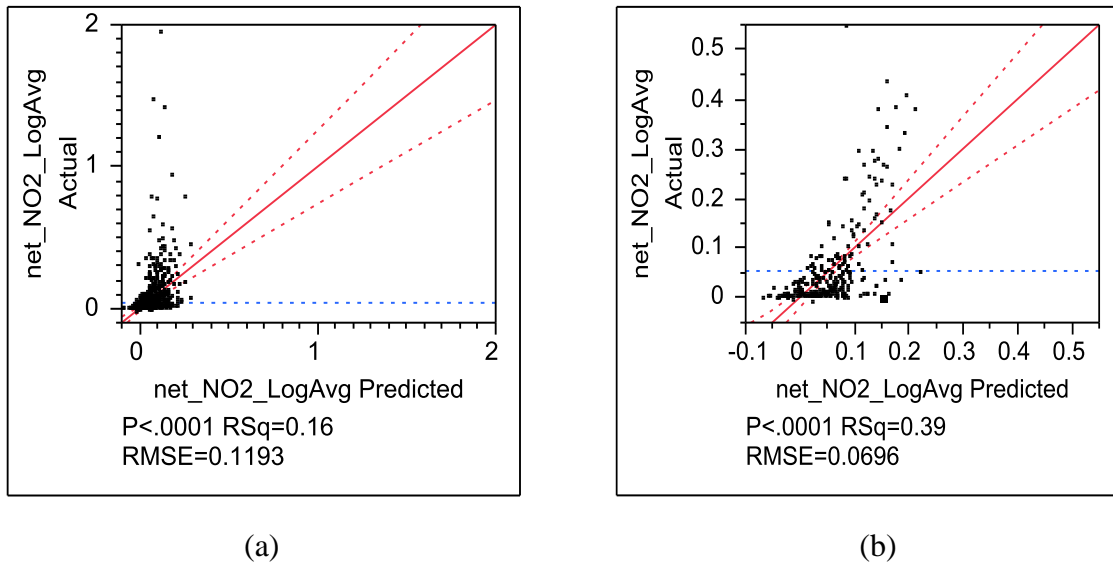 net_NO2_LogAvg
Actual
2
1
0
0
1
2
net_NO2_LogAvg Predicted
P<.0001 RSq=0.16
RMSE=0.1193
(a)
net_NO2_LogAvg
Actual
0.5
0.4
0.3
0.2
0.1
0
-0.1
0
0.1
0.2
0.3
0.4
0.5
net_NO2_LogAvg Predicted
P<.0001 RSq=0.39
RMSE=0.0696
(b)